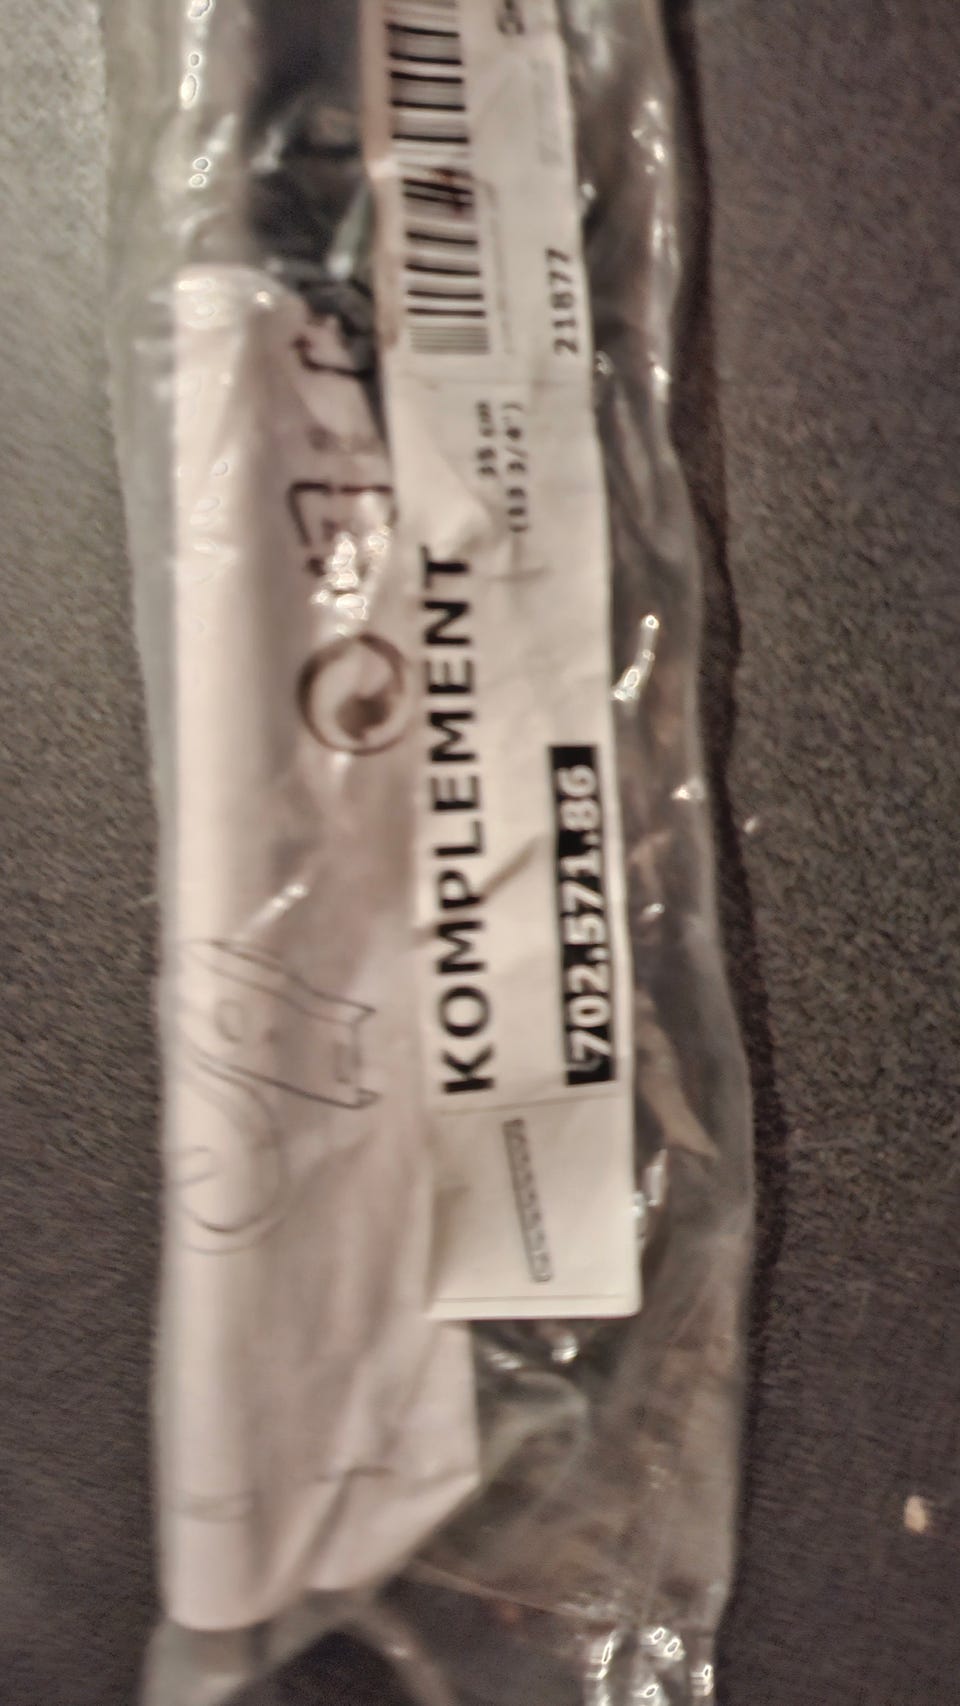 KOMPLEMENT
35 cm
(13 3/4")
702.571.86
21877